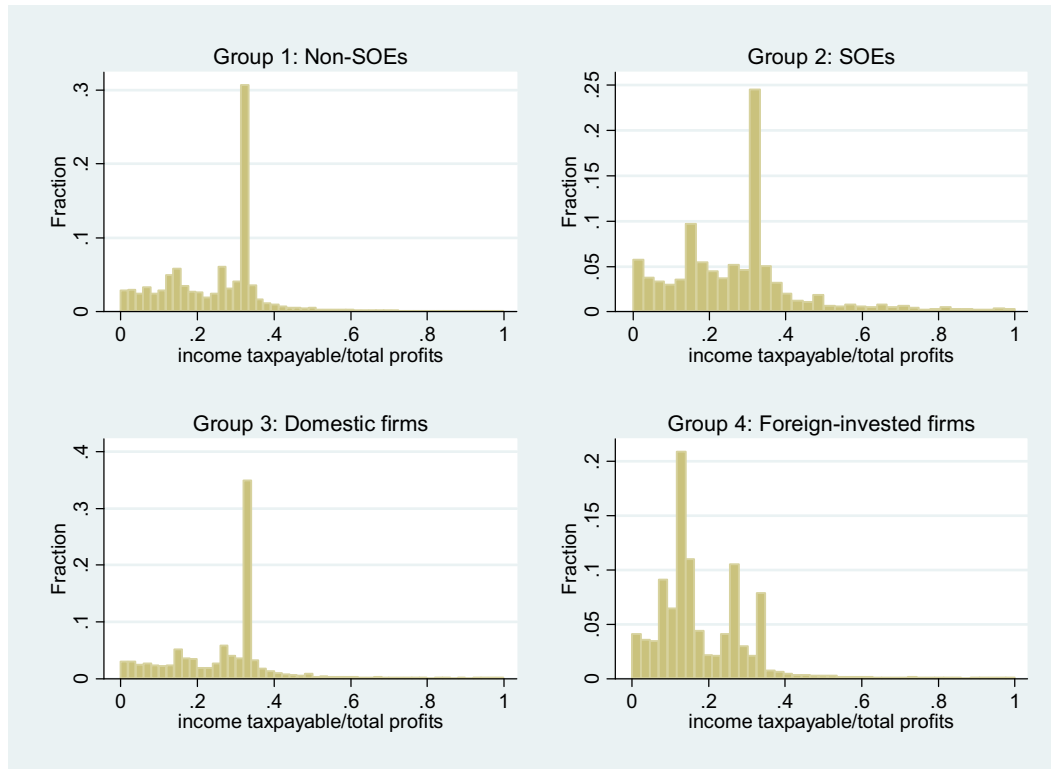 Group 1: Non-SOEs
Fraction
0 .1 .2 .3
0 .2 .4 .6 .8 1
income taxpayable/total profits
Group 2: SOEs
Fraction
0 .05 .1 .15 .2 .25
0 .2 .4 .6 .8 1
income taxpayable/total profits
Group 3: Domestic firms
Fraction
0 .1 .2 .3 .4
0 .2 .4 .6 .8 1
income taxpayable/total profits
Group 4: Foreign-invested firms
Fraction
0 .05 .1 .15 .2
0 .2 .4 .6 .8 1
income taxpayable/total profits